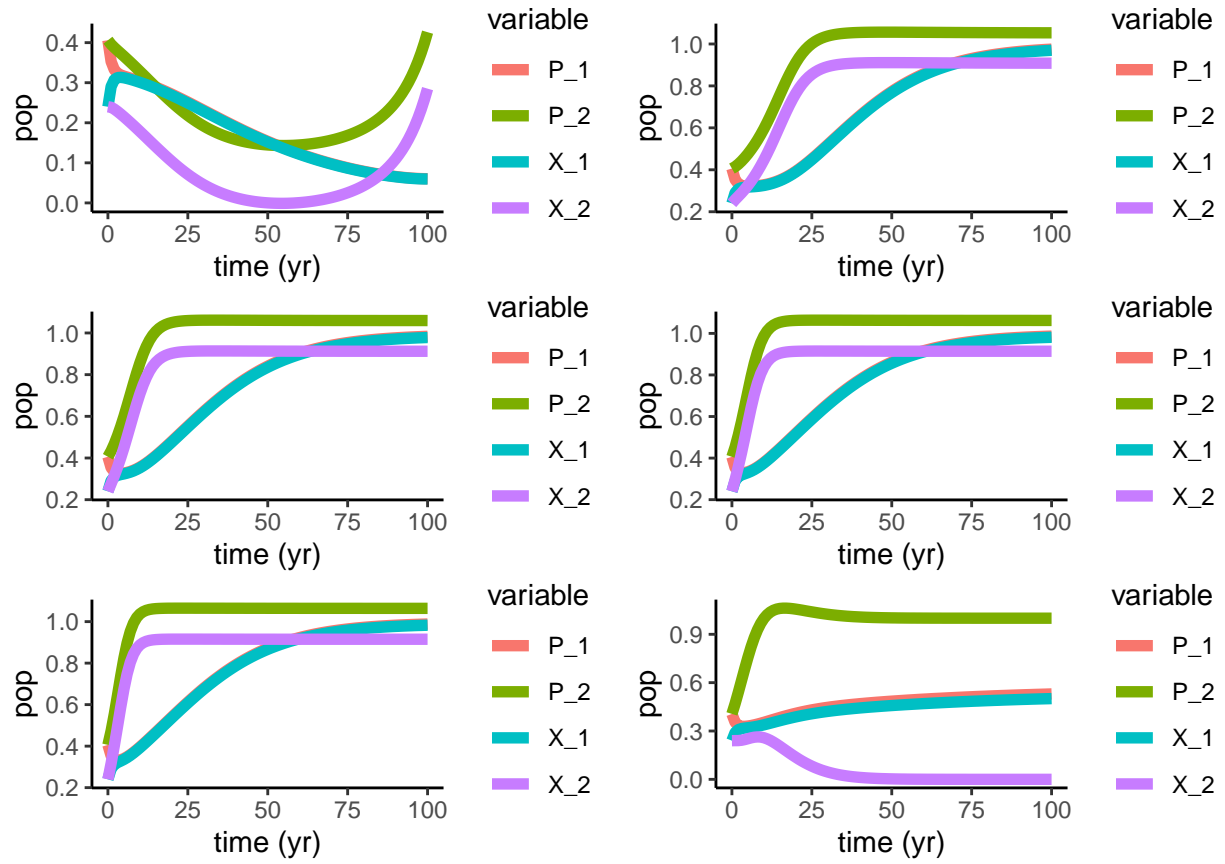 variable
P_1
P_2
X_1
X_2
pop
0.4
0.3
0.2
0.1
0.0
0 25 50 75 100
time (yr)
variable
P_1
P_2
X_1
X_2
pop
1.0
0.8
0.6
0.4
0.2
0 25 50 75 100
time (yr)
variable
P_1
P_2
X_1
X_2
pop
1.0
0.8
0.6
0.4
0.2
0 25 50 75 100
time (yr)
variable
P_1
P_2
X_1
X_2
pop
1.0
0.8
0.6
0.4
0.2
0 25 50 75 100
time (yr)
variable
P_1
P_2
X_1
X_2
pop
1.0
0.8
0.6
0.4
0.2
0 25 50 75 100
time (yr)
variable
P_1
P_2
X_1
X_2
pop
0.9
0.6
0.3
0.0
0 25 50 75 100
time (yr)